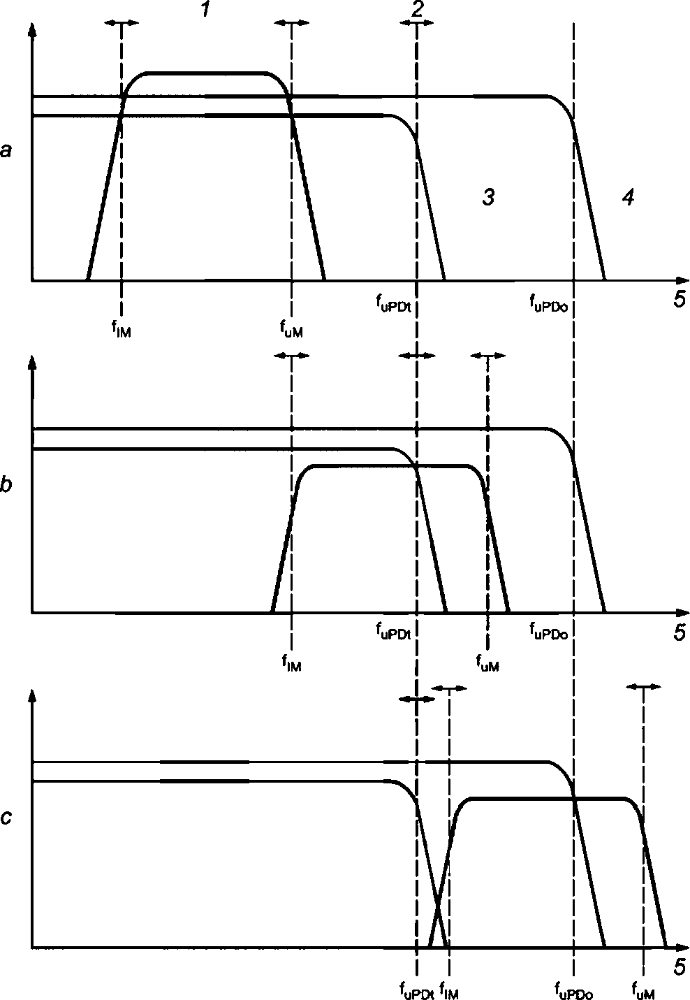 1 2
a 3 4
f_uPDt f_uPDo 5
f_lM f_uM
b
f_uPDt f_uPDo 5
f_lM f_uM
c
5
f_uPDt f_lM f_uPDo f_uM